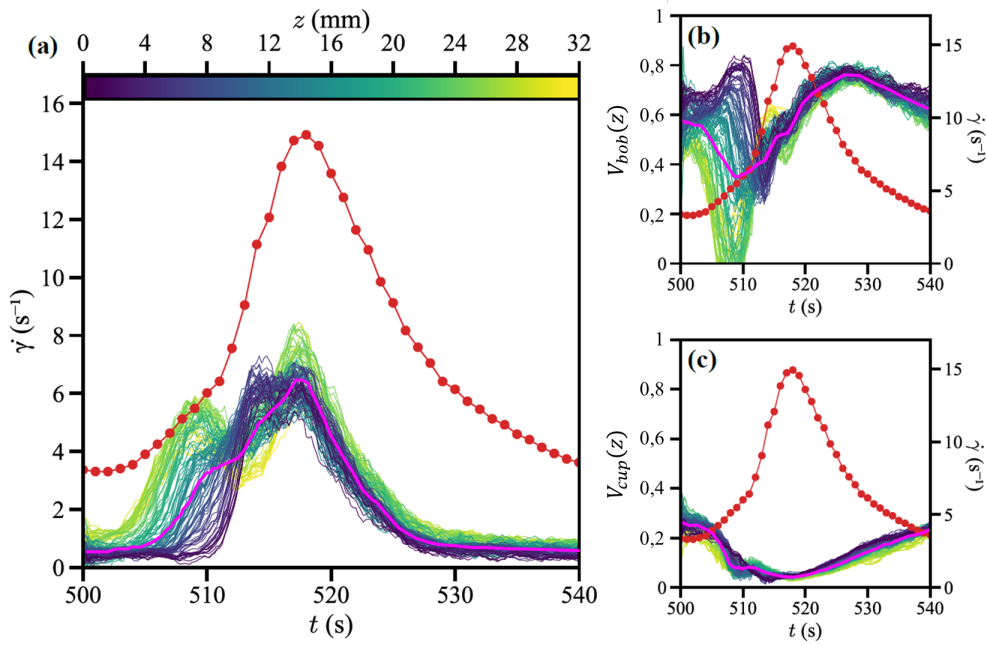 z (mm)
(a)
0 4 8 12 16 20 24 28 32
16
14
12
10
8
6
4
2
0
γ̇ (s⁻¹)
500 510 520 530 540
t (s)
(b)
1
0,8
0,6
0,4
0,2
0
V_bob(z)
15
10
5
0
γ̇ (s⁻¹)
500 510 520 530 540
t (s)
(c)
1
0,8
0,6
0,4
0,2
0
V_cup(z)
15
10
5
0
γ̇ (s⁻¹)
500 510 520 530 540
t (s)